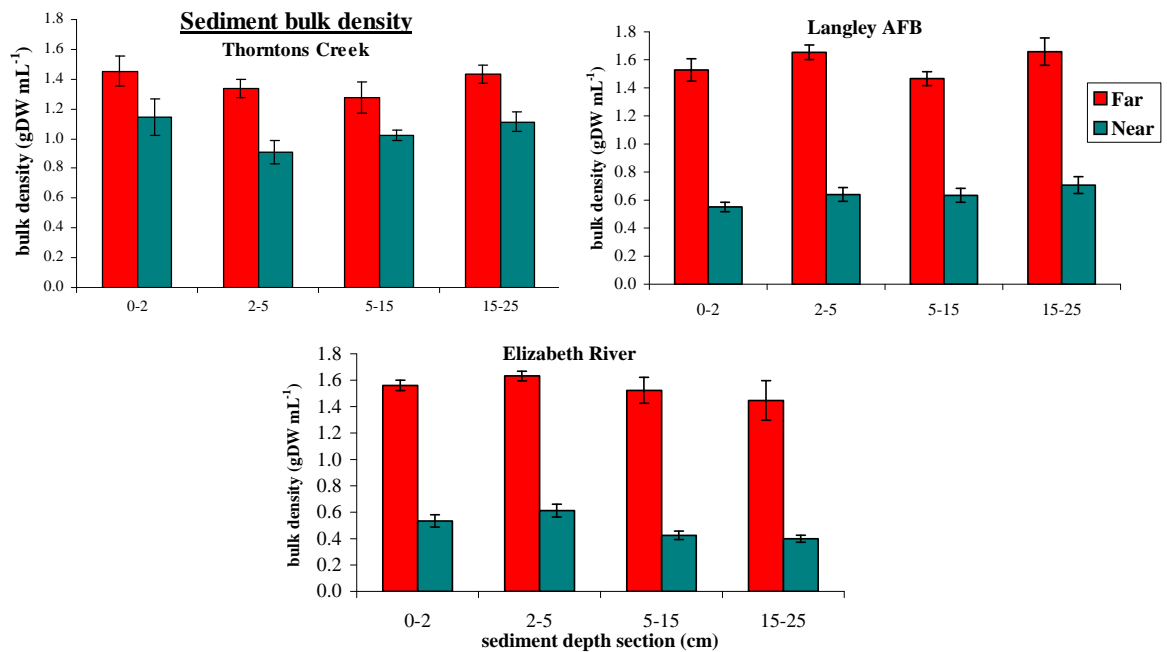 Sediment bulk density
Thorntons Creek
bulk density (gDW mL⁻¹)
1.8
1.6
1.4
1.2
1.0
0.8
0.6
0.4
0.2
0.0
0-2 2-5 5-15 15-25
Langley AFB
bulk density (gDW mL⁻¹)
1.8
1.6
1.4
1.2
1.0
0.8
0.6
0.4
0.2
0.0
0-2 2-5 5-15 15-25
Far
Near
Elizabeth River
bulk density (gDW mL⁻¹)
1.8
1.6
1.4
1.2
1.0
0.8
0.6
0.4
0.2
0.0
0-2 2-5 5-15 15-25
sediment depth section (cm)